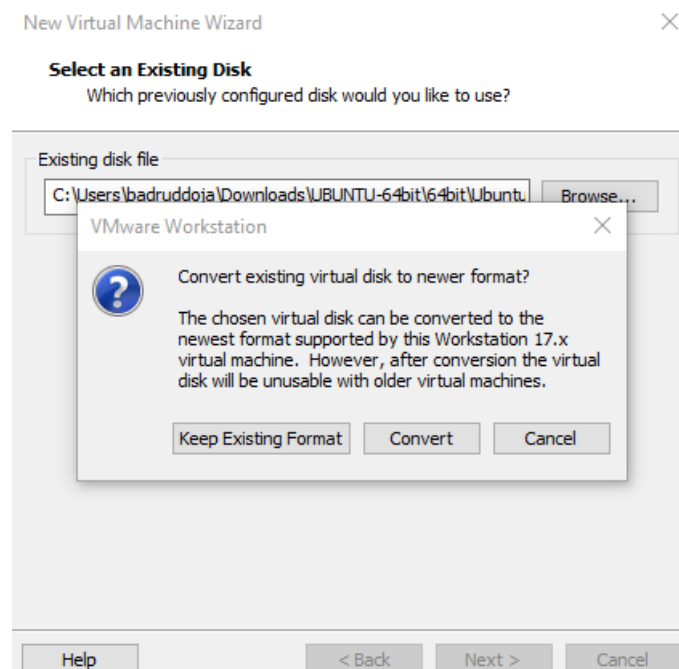 New Virtual Machine Wizard
Select an Existing Disk
Which previously configured disk would you like to use?
Existing disk file
C:\Users\badruddoja\Downloads\UBUNTU-64bit\64bit\Ubuntu
Browse...
VMware Workstation
Convert existing virtual disk to newer format?
The chosen virtual disk can be converted to the
newest format supported by this Workstation 17.x
virtual machine. However, after conversion the virtual
disk will be unusable with older virtual machines.
Keep Existing Format Convert Cancel
Help < Back Next > Cancel